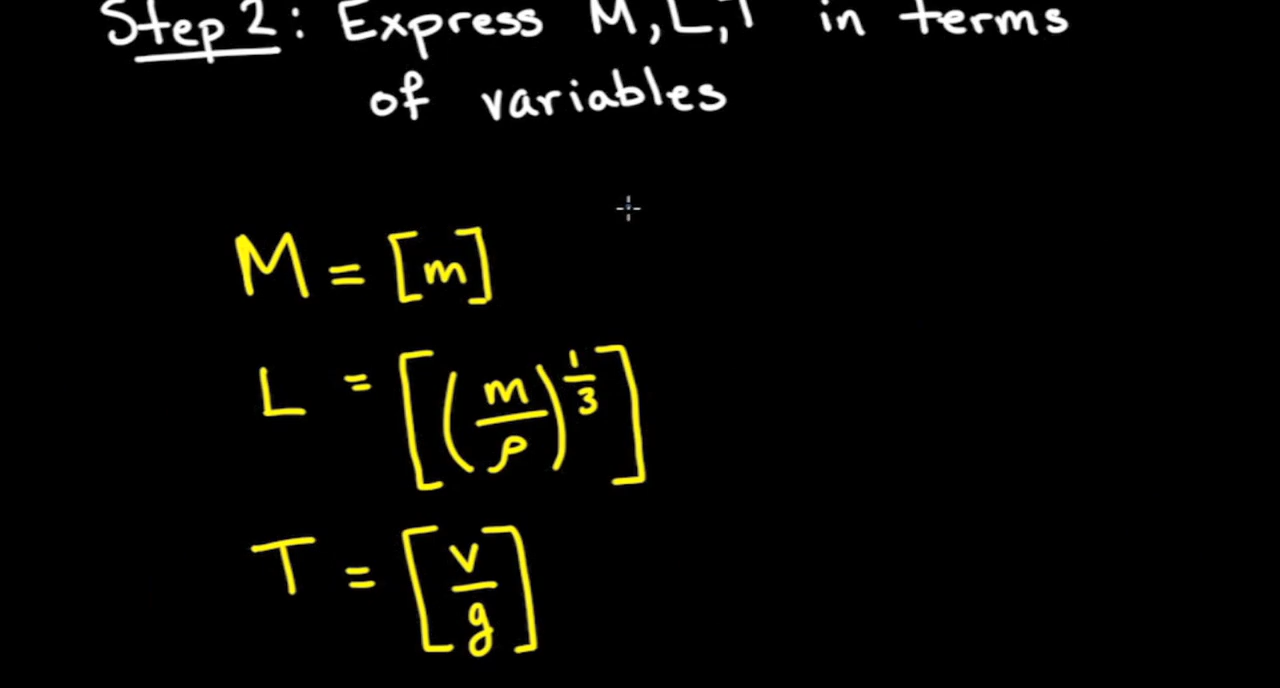 Step 2: Express M, L, T in terms
of variables
M = [m]
L = [(m/ρ)^(1/3)]
T = [v/g]